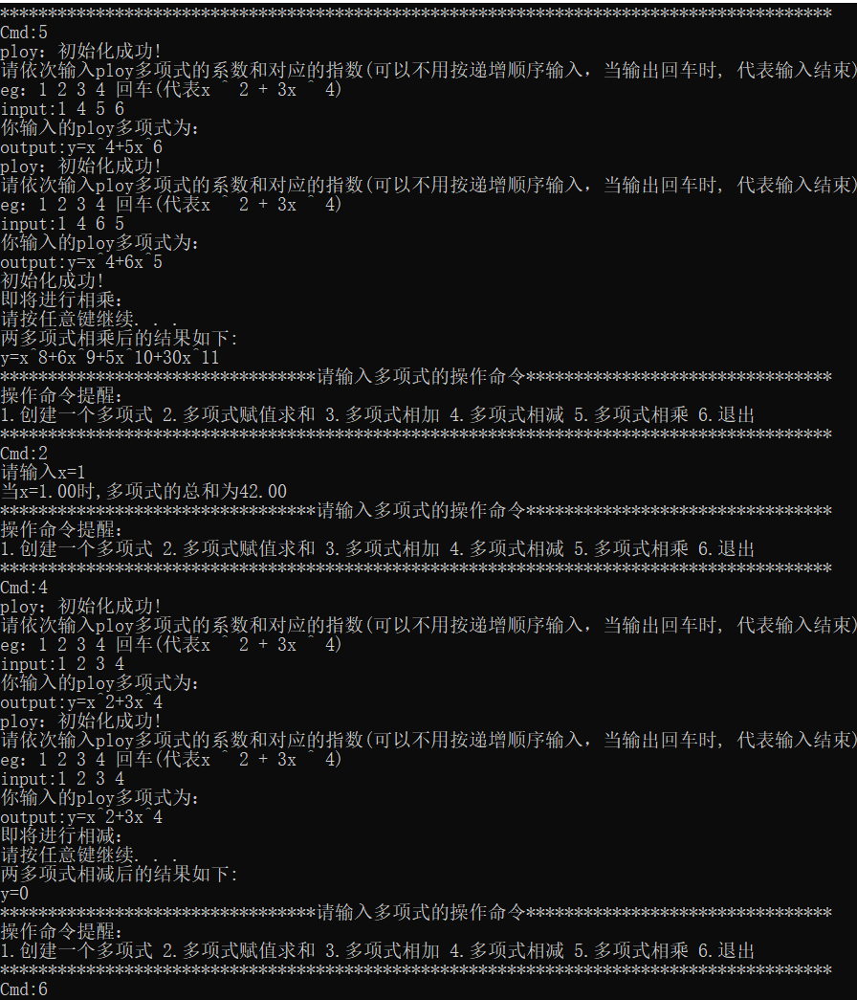 ***************************************************************************************
Cmd:5
ploy: 初始化成功!
请依次输入ploy多项式的系数和对应的指数(可以不用按递增顺序输入, 当输出回车时, 代表输入结束)
eg: 1 2 3 4 回车(代表x ^ 2 + 3x ^ 4)
input:1 4 5 6
你输入的ploy多项式为:
output:y=x^4+5x^6
ploy: 初始化成功!
请依次输入ploy多项式的系数和对应的指数(可以不用按递增顺序输入, 当输出回车时, 代表输入结束)
eg: 1 2 3 4 回车(代表x ^ 2 + 3x ^ 4)
input:1 4 6 5
你输入的ploy多项式为:
output:y=x^4+6x^5
初始化成功!
即将进行相乘:
请按任意键继续. . .
两多项式相乘后的结果如下:
y=x^8+6x^9+5x^10+30x^11
*********************************请输入多项式的操作命令********************************
操作命令提醒:
1.创建一个多项式 2.多项式赋值求和 3.多项式相加 4.多项式相减 5.多项式相乘 6.退出
***************************************************************************************
Cmd:2
请输入x=1
当x=1.00时,多项式的总和为42.00
*********************************请输入多项式的操作命令********************************
操作命令提醒:
1.创建一个多项式 2.多项式赋值求和 3.多项式相加 4.多项式相减 5.多项式相乘 6.退出
***************************************************************************************
Cmd:4
ploy: 初始化成功!
请依次输入ploy多项式的系数和对应的指数(可以不用按递增顺序输入, 当输出回车时, 代表输入结束)
eg: 1 2 3 4 回车(代表x ^ 2 + 3x ^ 4)
input:1 2 3 4
你输入的ploy多项式为:
output:y=x^2+3x^4
ploy: 初始化成功!
请依次输入ploy多项式的系数和对应的指数(可以不用按递增顺序输入, 当输出回车时, 代表输入结束)
eg: 1 2 3 4 回车(代表x ^ 2 + 3x ^ 4)
input:1 2 3 4
你输入的ploy多项式为:
output:y=x^2+3x^4
即将进行相减:
请按任意键继续. . .
两多项式相减后的结果如下:
y=0
*********************************请输入多项式的操作命令********************************
操作命令提醒:
1.创建一个多项式 2.多项式赋值求和 3.多项式相加 4.多项式相减 5.多项式相乘 6.退出
***************************************************************************************
Cmd:6